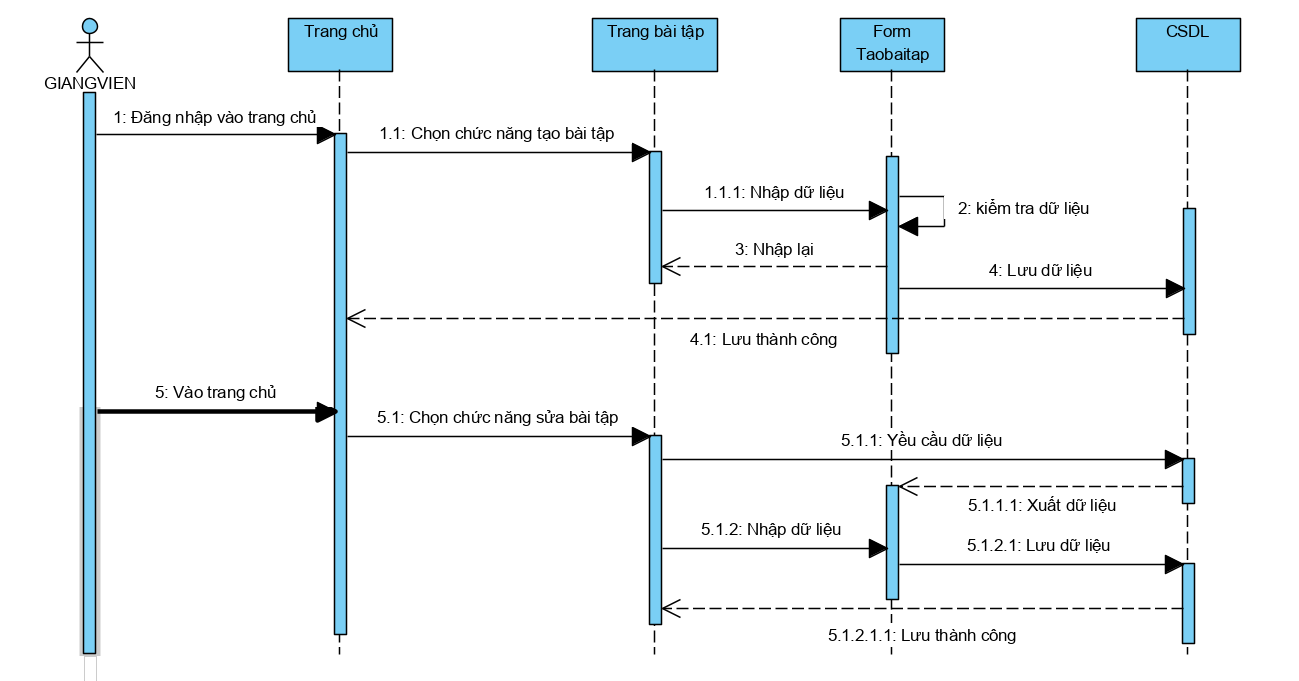 Trang chủ
Trang bài tập
Form
Taobaitap
CSDL
GIANGVIEN
1: Đăng nhập vào trang chủ
1.1: Chọn chức năng tạo bài tập
1.1.1: Nhập dữ liệu
2: kiểm tra dữ liệu
3: Nhập lại
4: Lưu dữ liệu
4.1: Lưu thành công
5: Vào trang chủ
5.1: Chọn chức năng sửa bài tập
5.1.1: Yều cầu dữ liệu
5.1.1.1: Xuất dữ liệu
5.1.2: Nhập dữ liệu
5.1.2.1: Lưu dữ liệu
5.1.2.1.1: Lưu thành công